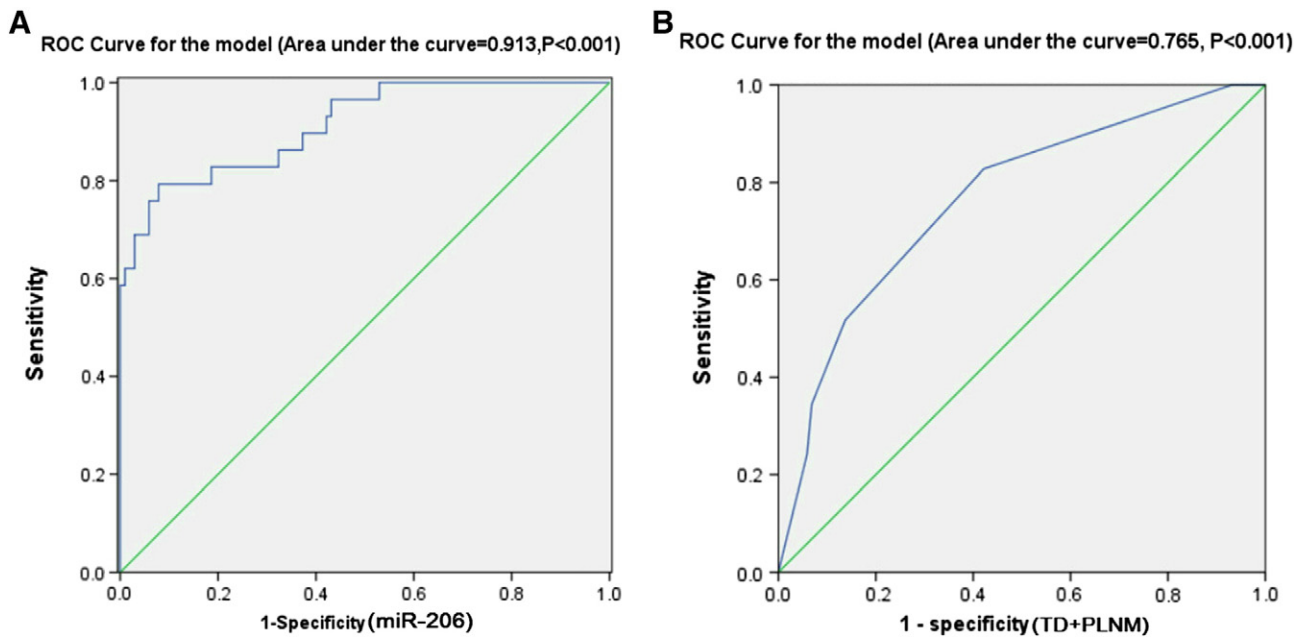 A
ROC Curve for the model (Area under the curve=0.913,P<0.001)
1.0
0.8
0.6
0.4
0.2
0.0
Sensitivity
0.0 0.2 0.4 0.6 0.8 1.0
1-Specificity(miR-206)
B
ROC Curve for the model (Area under the curve=0.765, P<0.001)
1.0
0.8
0.6
0.4
0.2
0.0
Sensitivity
0.0 0.2 0.4 0.6 0.8 1.0
1 - specificity(TD+PLNM)